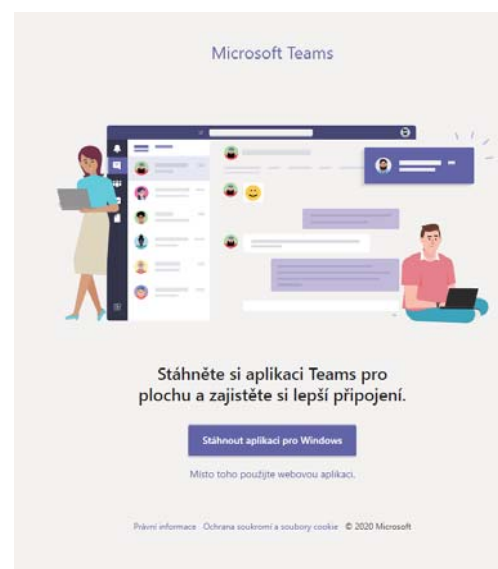 Microsoft Teams
Stáhněte si aplikaci Teams pro
plochu a zajistěte si lepší připojení.
Stáhnout aplikaci pro Windows
Místo toho použijte webovou aplikaci.
Právní informace Ochrana soukromí a soubory cookie © 2020 Microsoft